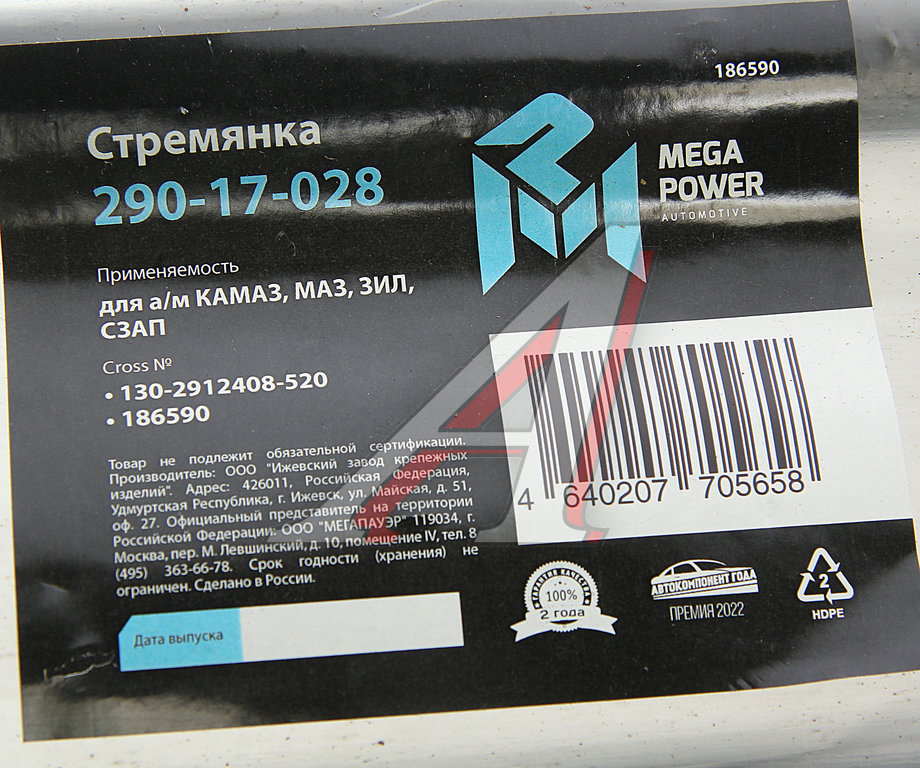 186590
Стремянка
290-17-028
MEGA
POWER
AUTOMOTIVE
Применяемость
для а/м КАМАЗ, МАЗ, ЗИЛ,
СЗАП
Cross №
• 130-2912408-520
• 186590
Товар не подлежит обязательной сертификации.
Производитель: ООО "Ижевский завод крепежных
изделий". Адрес: 426011, Российская Федерация,
Удмуртская Республика, г. Ижевск, ул. Майская, д. 51,
оф. 27. Официальный представитель на территории
Российской Федерации: ООО "МЕГАПАУЭР" 119034, г.
Москва, пер. М. Левшинский, д. 10, помещение IV, тел. 8
(495) 363-66-78. Срок годности (хранения) не
ограничен. Сделано в России.
4 640207 705658
Дата выпуска
ГАРАНТИЯ КАЧЕСТВА
100%
2 года
АВТОКОМПОНЕНТ ГОДА
ПРЕМИЯ 2022
2
HDPE